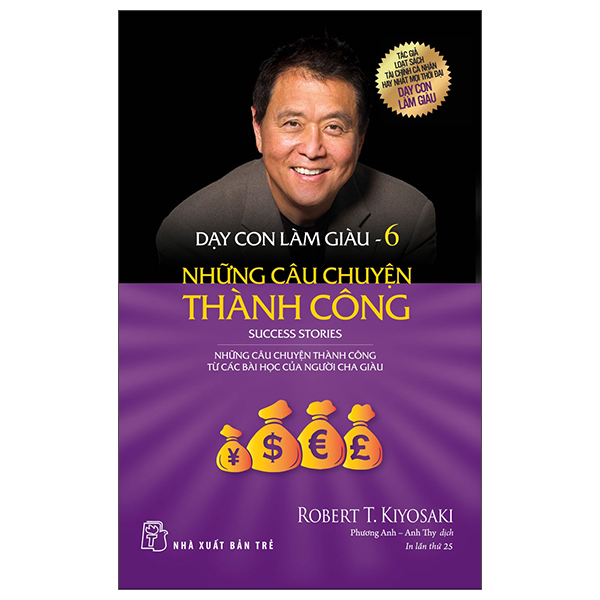 TÁC GIẢ
LOẠT SÁCH
TÀI CHÍNH CÁ NHÂN
HAY NHẤT MỌI THỜI ĐẠI
DẠY CON
LÀM GIÀU
DẠY CON LÀM GIÀU - 6
NHỮNG CÂU CHUYỆN
THÀNH CÔNG
SUCCESS STORIES
NHỮNG CÂU CHUYỆN THÀNH CÔNG
TỪ CÁC BÀI HỌC CỦA NGƯỜI CHA GIÀU
¥ $ € £
ROBERT T. KIYOSAKI
Phương Anh – Anh Thy dịch
In lần thứ 25
NHÀ XUẤT BẢN TRẺ